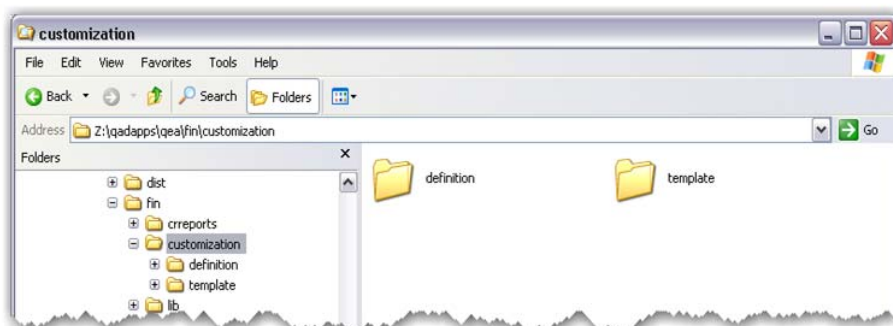 customization
File Edit View Favorites Tools Help
Back Search Folders
Address Z:\qadapps\qea\fin\customization Go
Folders
dist
fin
crreports
customization
definition
template
lib
definition template